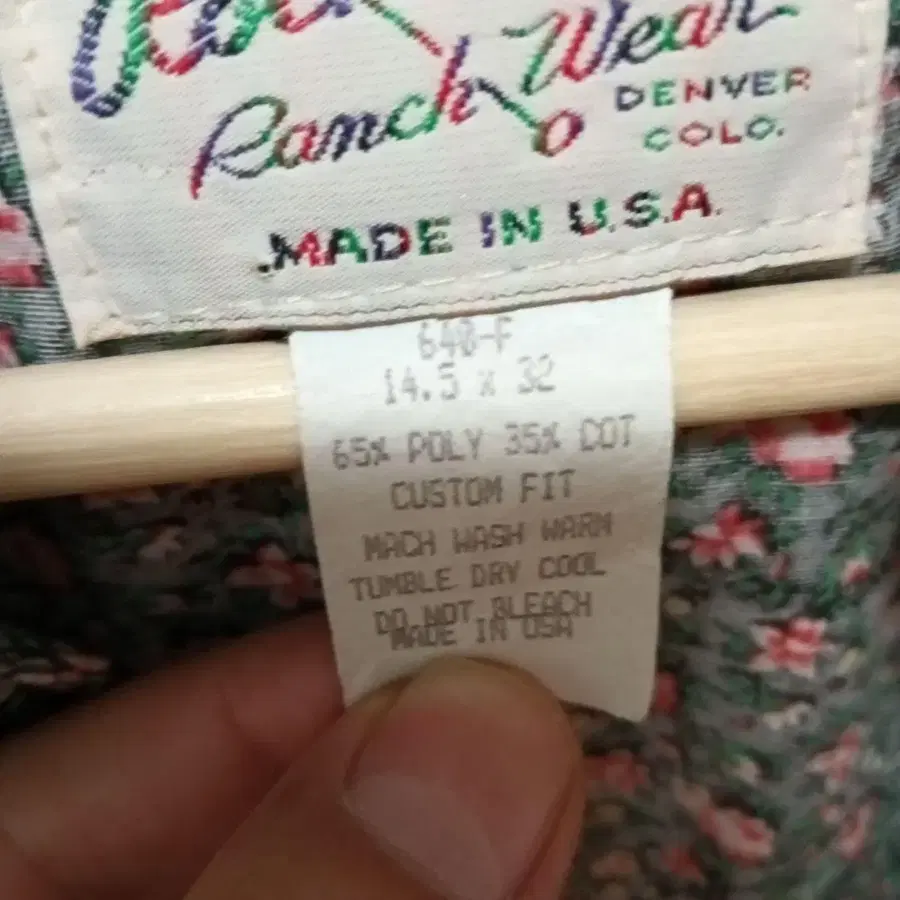 Ranch Wear
DENVER
COLO.
MADE IN U.S.A.
640-F
14.5 x 32
65% POLY 35% COT
CUSTOM FIT
MACH WASH WARM
TUMBLE DRY COOL
DO NOT BLEACH
MADE IN USA